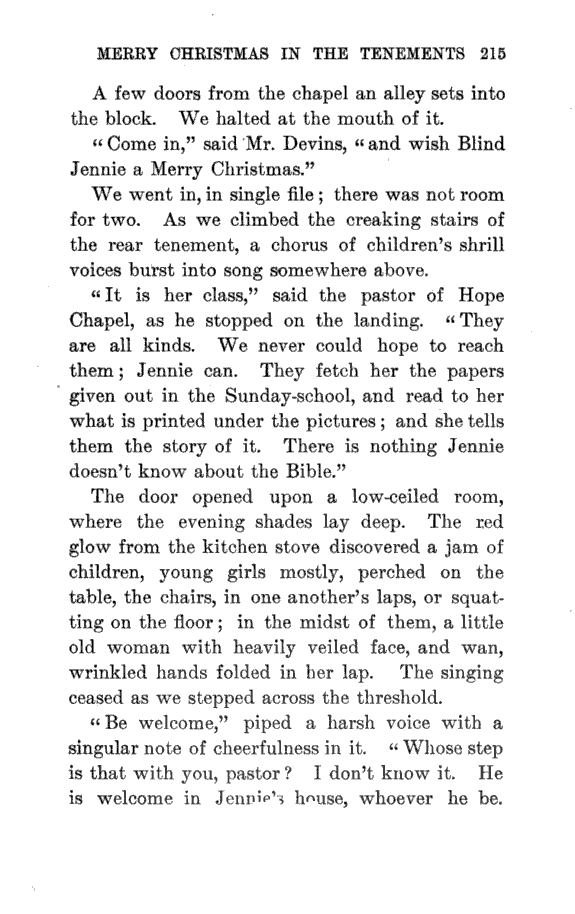 MERRY CHRISTMAS IN THE TENEMENTS 215
A few doors from the chapel an alley sets into
the block. We halted at the mouth of it.
“Come in,” said Mr. Devins, “and wish Blind
Jennie a Merry Christmas.”
We went in, in single file; there was not room
for two. As we climbed the creaking stairs of
the rear tenement, a chorus of children’s shrill
voices burst into song somewhere above.
“It is her class,” said the pastor of Hope
Chapel, as he stopped on the landing. “They
are all kinds. We never could hope to reach
them; Jennie can. They fetch her the papers
given out in the Sunday-school, and read to her
what is printed under the pictures; and she tells
them the story of it. There is nothing Jennie
doesn’t know about the Bible.”
The door opened upon a low-ceiled room,
where the evening shades lay deep. The red
glow from the kitchen stove discovered a jam of
children, young girls mostly, perched on the
table, the chairs, in one another’s laps, or squat-
ting on the floor; in the midst of them, a little
old woman with heavily veiled face, and wan,
wrinkled hands folded in her lap. The singing
ceased as we stepped across the threshold.
“Be welcome,” piped a harsh voice with a
singular note of cheerfulness in it. “Whose step
is that with you, pastor? I don’t know it. He
is welcome in Jennie’s house, whoever he be.